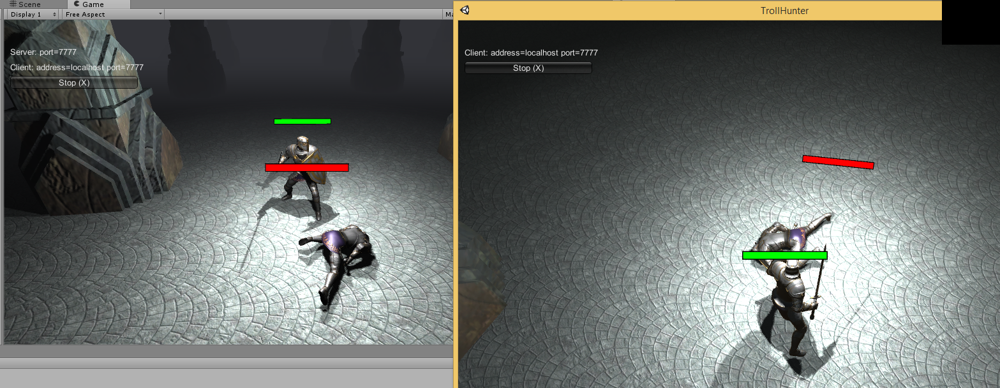 Scene
Game
Display 1
Free Aspect
Ma
TrollHunter
Server: port=7777
Client: address=localhost port=7777
Stop (X)
Client: address=localhost port=7777
Stop (X)